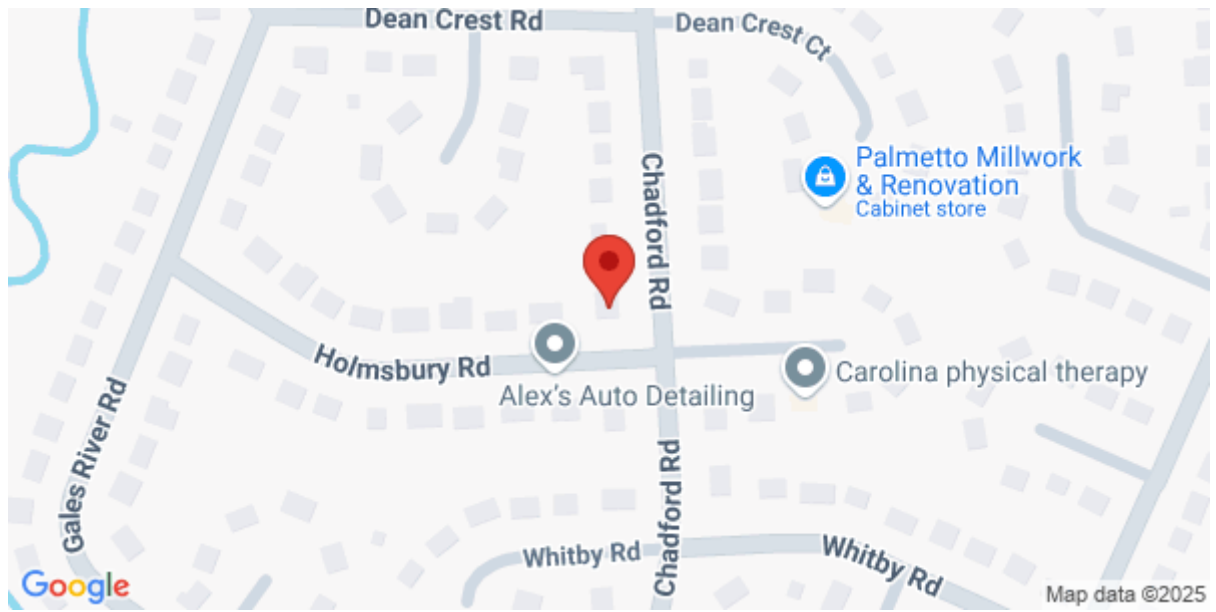 Dean Crest Rd
Dean Crest Ct
Chadford Rd
Palmetto Millwork
& Renovation
Cabinet store
Holmsbury Rd
Alex's Auto Detailing
Carolina physical therapy
Gales River Rd
Chadford Rd
Whitby Rd
Whitby Rd
Google
Map data ©2025